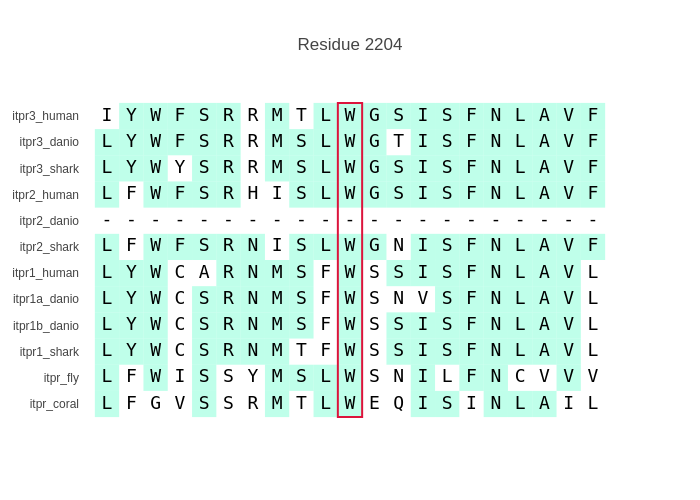 Residue 2204
itpr3_human I Y W F S R R M T L W G S I S F N L A V F
itpr3_danio L Y W F S R R M S L W G T I S F N L A V F
itpr3_shark L Y W Y S R R M S L W G S I S F N L A V F
itpr2_human L F W F S R H I S L W G S I S F N L A V F
itpr2_danio - - - - - - - - - - - - - - - - - - - - -
itpr2_shark L F W F S R N I S L W G N I S F N L A V F
itpr1_human L Y W C A R N M S F W S S I S F N L A V L
itpr1a_danio L Y W C S R N M S F W S N V S F N L A V L
itpr1b_danio L Y W C S R N M S F W S S I S F N L A V L
itpr1_shark L Y W C S R N M T F W S S I S F N L A V L
itpr_fly L F W I S S Y M S L W S N I L F N C V V V
itpr_coral L F G V S S R M T L W E Q I S I N L A I L